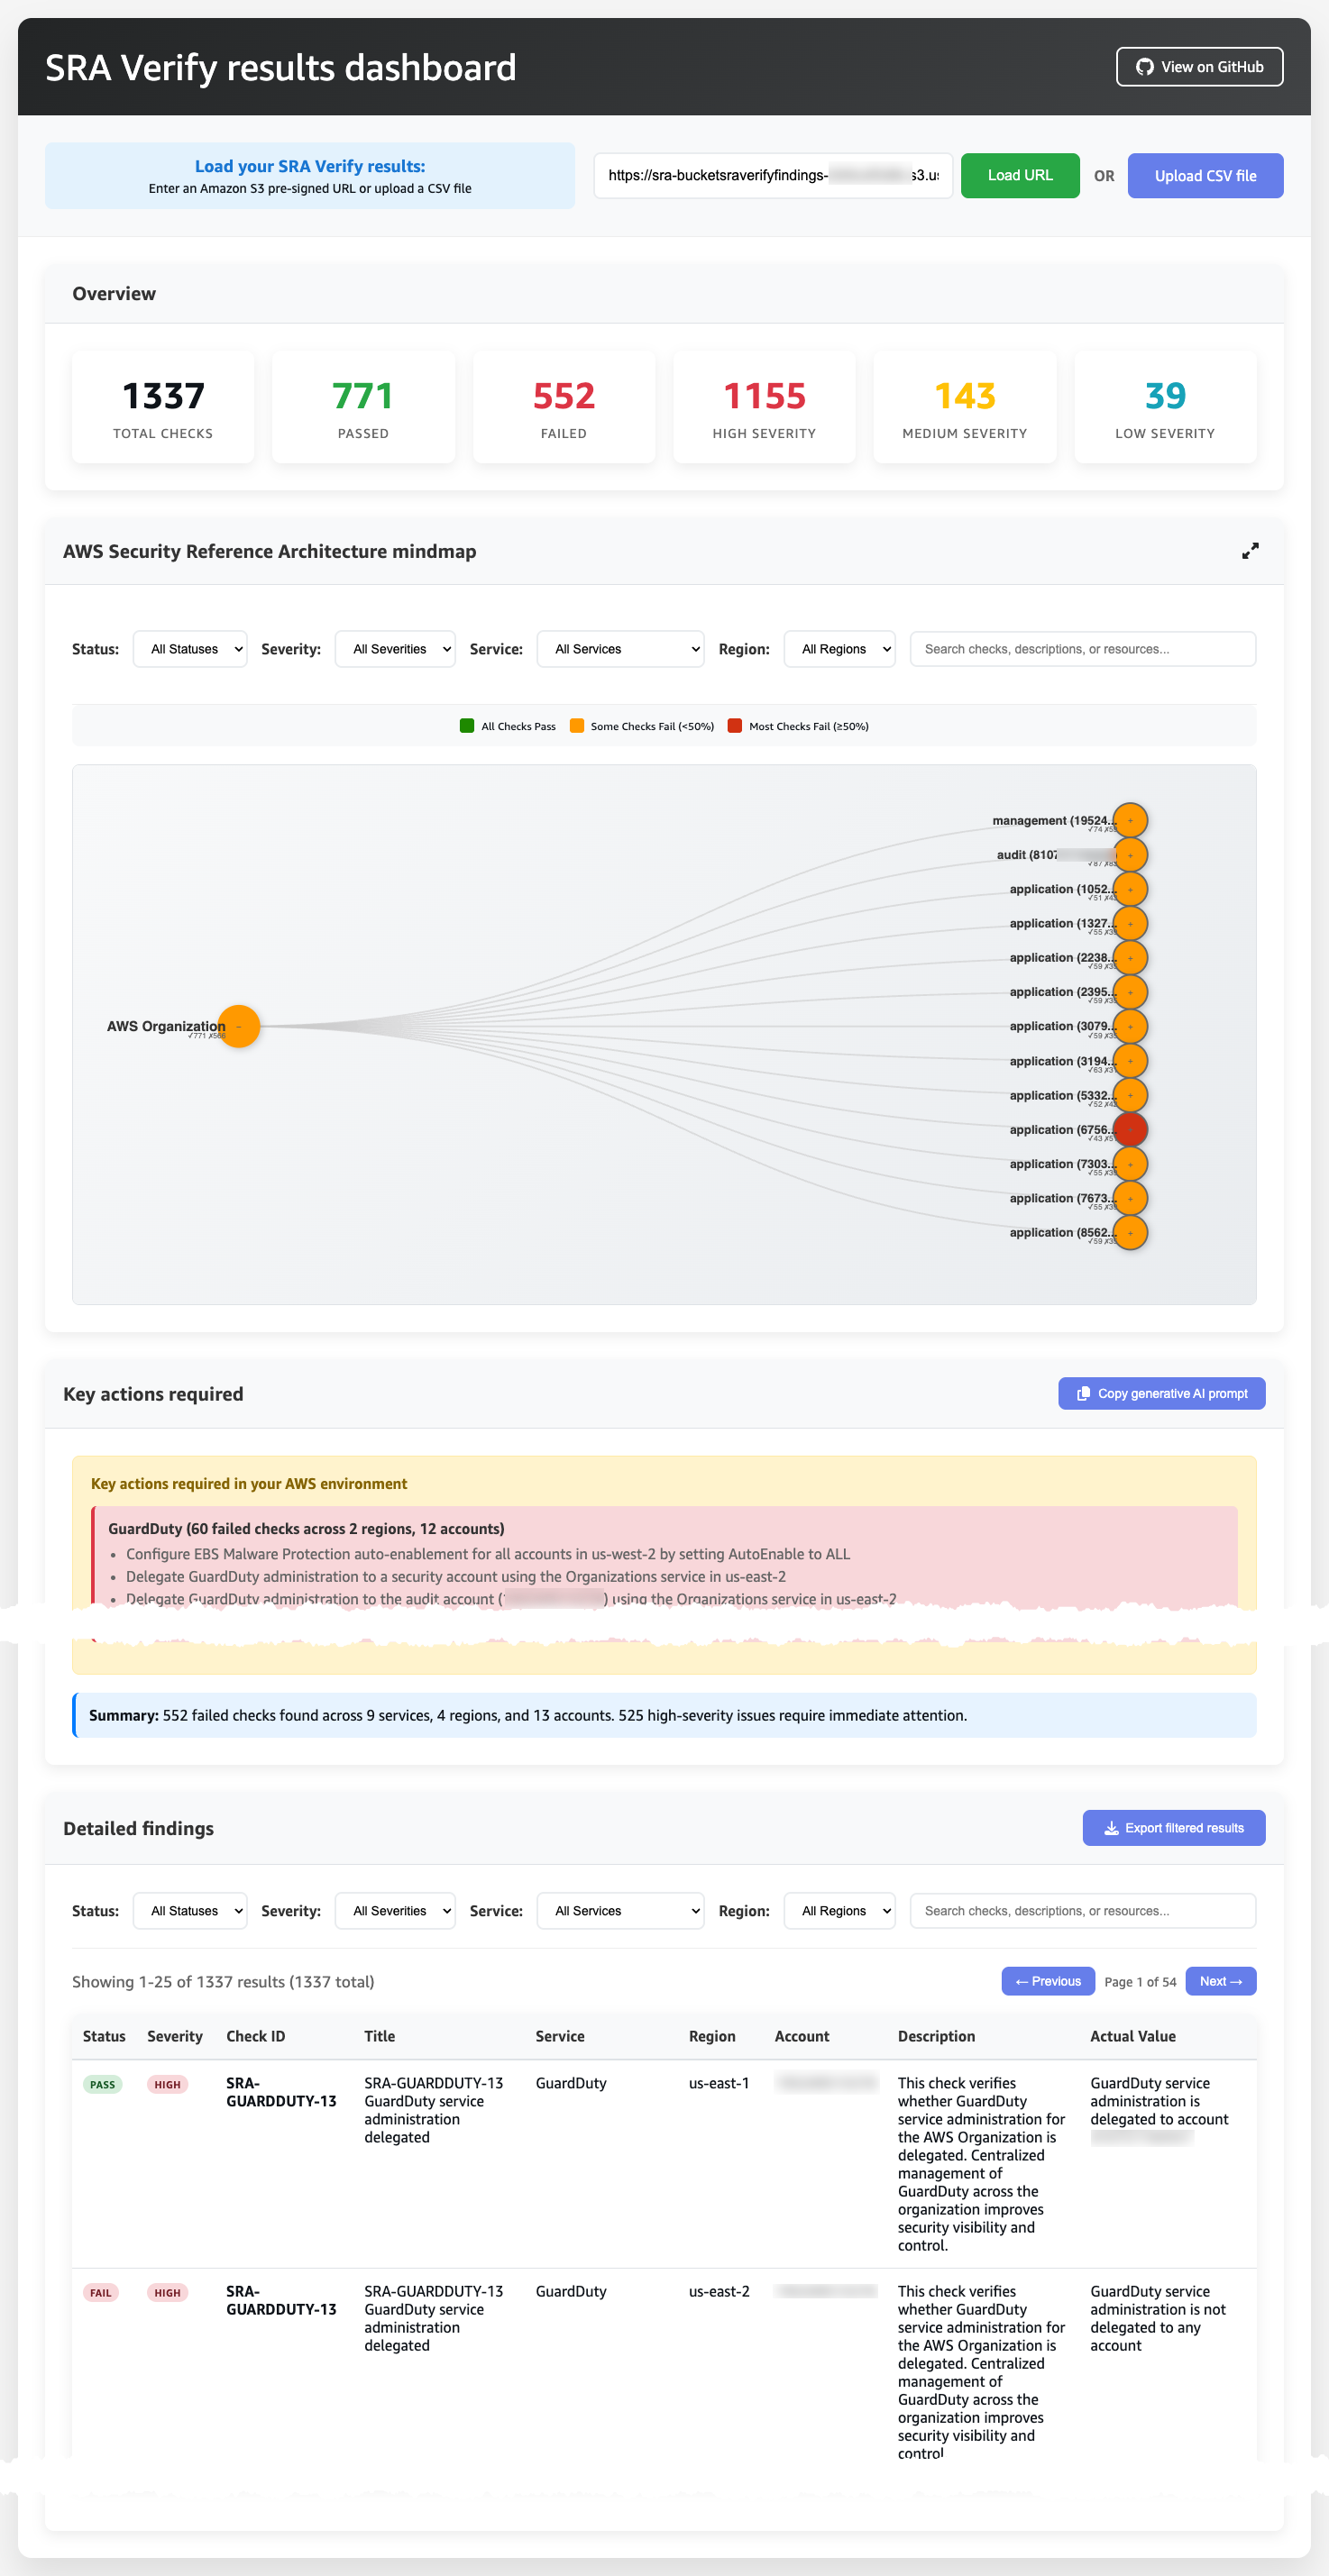 SRA Verify results dashboard
View on GitHub
Load your SRA Verify results:
Enter an Amazon S3 pre-signed URL or upload a CSV file
https://sra-bucketsraverifyfindings- s3.us
Load URL
OR
Upload CSV file
Overview
1337
TOTAL CHECKS
771
PASSED
552
FAILED
1155
HIGH SEVERITY
143
MEDIUM SEVERITY
39
LOW SEVERITY
AWS Security Reference Architecture mindmap
Status: All Statuses Severity: All Severities Service: All Services Region: All Regions Search checks, descriptions, or resources...
All Checks Pass Some Checks Fail (<50%) Most Checks Fail (≥50%)
AWS Organization
✓771 ✗566
management (19524...
✓74
audit (8107
✓87
application (1052...
✓51
application (1327...
✓55
application (2238...
✓59
application (2395...
✓59
application (3079...
✓59
application (3194...
✓63
application (5332...
✓52
application (6756...
✓43
application (7303...
✓55
application (7673...
✓55
application (8562...
✓59
Key actions required
Copy generative AI prompt
Key actions required in your AWS environment
GuardDuty (60 failed checks across 2 regions, 12 accounts)
• Configure EBS Malware Protection auto-enablement for all accounts in us-west-2 by setting AutoEnable to ALL
• Delegate GuardDuty administration to a security account using the Organizations service in us-east-2
• Delegate GuardDuty administration to the audit account ( ) using the Organizations service in us-east-2
Summary: 552 failed checks found across 9 services, 4 regions, and 13 accounts. 525 high-severity issues require immediate attention.
Detailed findings
Export filtered results
Status: All Statuses Severity: All Severities Service: All Services Region: All Regions Search checks, descriptions, or resources...
Showing 1-25 of 1337 results (1337 total)
← Previous Page 1 of 54 Next →
Status Severity Check ID Title Service Region Account Description Actual Value
PASS HIGH SRA- SRA-GUARDDUTY-13 GuardDuty us-east-1 This check verifies GuardDuty service
GUARDDUTY-13 GuardDuty service whether GuardDuty administration is
administration service administration for delegated to account
delegated the AWS Organization is
delegated. Centralized
management of
GuardDuty across the
organization improves
security visibility and
control.
FAIL HIGH SRA- SRA-GUARDDUTY-13 GuardDuty us-east-2 This check verifies GuardDuty service
GUARDDUTY-13 GuardDuty service whether GuardDuty administration is not
administration service administration for delegated to any
delegated the AWS Organization is account
delegated. Centralized
management of
GuardDuty across the
organization improves
security visibility and
control